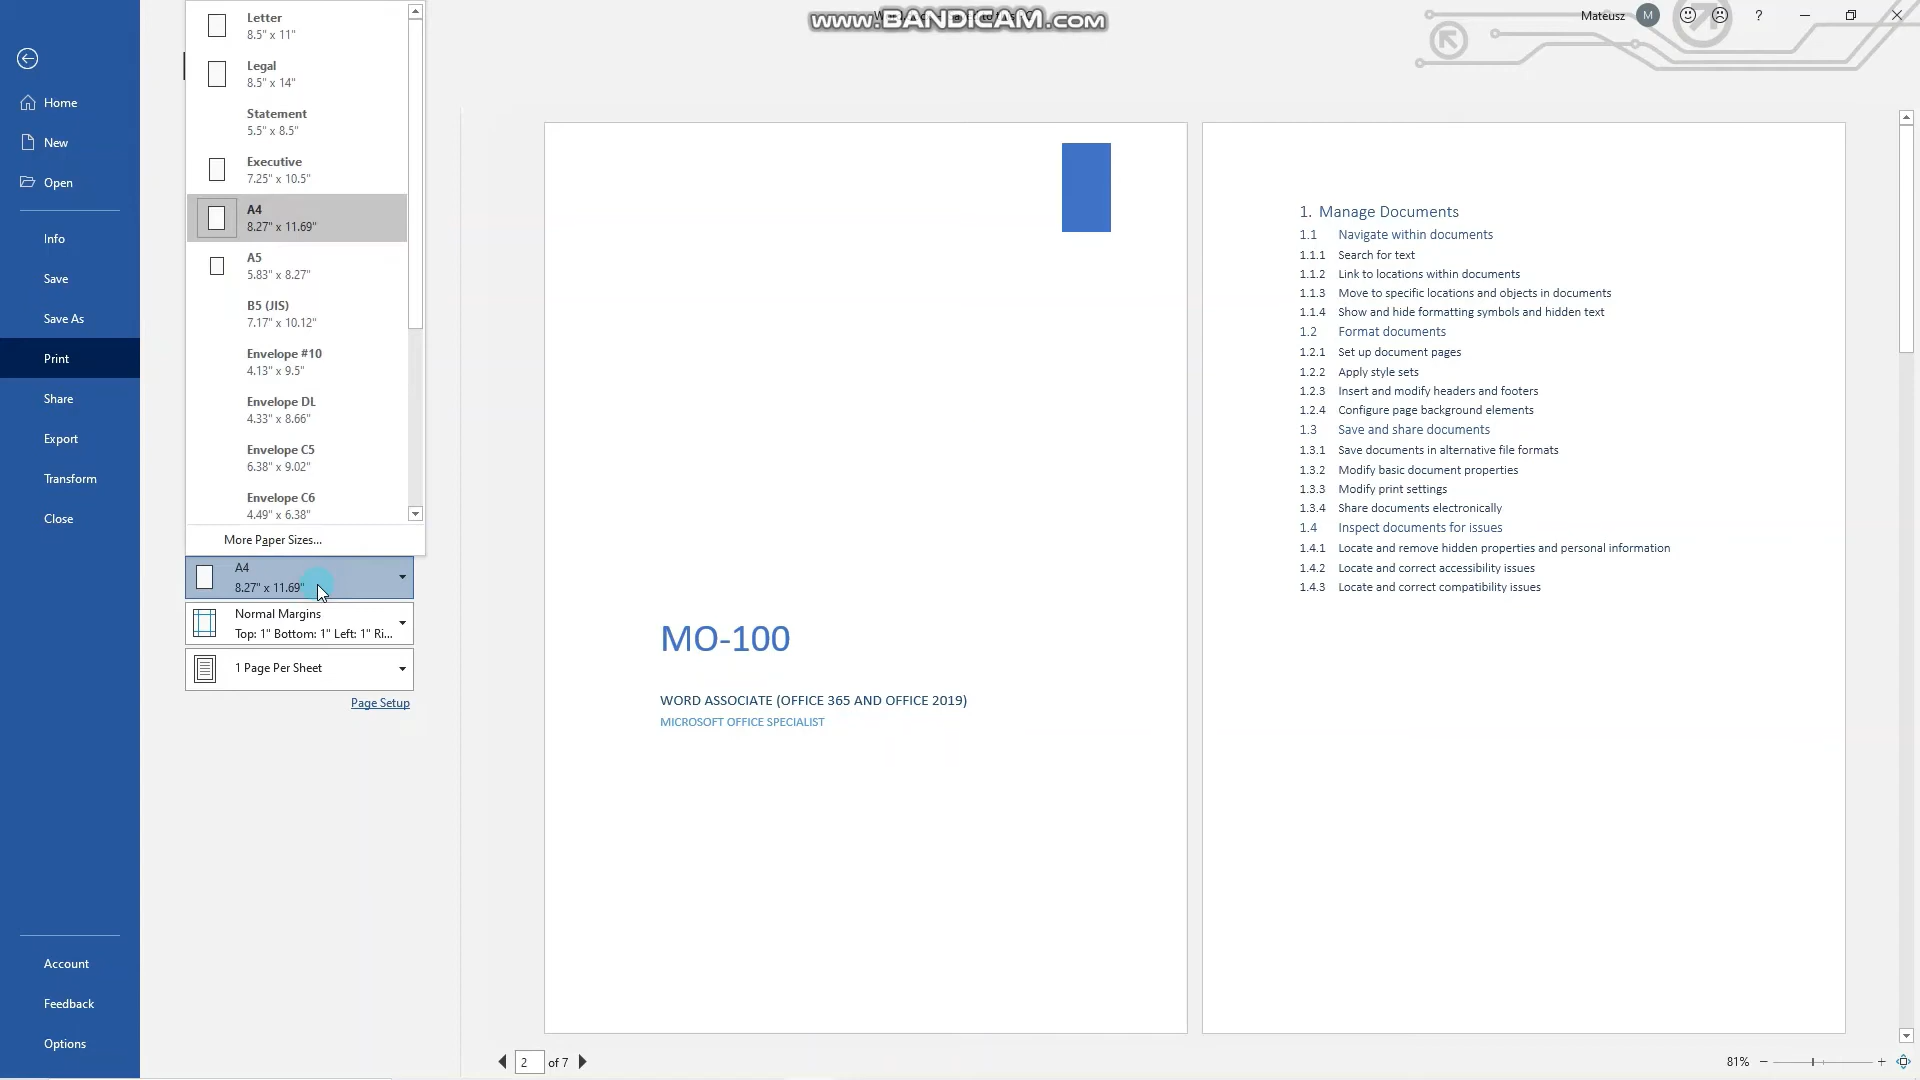 www.BANDICAM.com
Mateusz
M
?
Home
New
Open
Info
Save
Save As
Print
Share
Export
Transform
Close
Account
Feedback
Options
Letter
8.5" x 11"
Legal
8.5" x 14"
Statement
5.5" x 8.5"
Executive
7.25" x 10.5"
A4
8.27" x 11.69"
A5
5.83" x 8.27"
B5 (JIS)
7.17" x 10.12"
Envelope #10
4.13" x 9.5"
Envelope DL
4.33" x 8.66"
Envelope C5
6.38" x 9.02"
Envelope C6
4.49" x 6.38"
More Paper Sizes...
A4
8.27" x 11.69"
Normal Margins
Top: 1" Bottom: 1" Left: 1" Ri...
1 Page Per Sheet
Page Setup
MO-100
WORD ASSOCIATE (OFFICE 365 AND OFFICE 2019)
MICROSOFT OFFICE SPECIALIST
1. Manage Documents
1.1 Navigate within documents
1.1.1 Search for text
1.1.2 Link to locations within documents
1.1.3 Move to specific locations and objects in documents
1.1.4 Show and hide formatting symbols and hidden text
1.2 Format documents
1.2.1 Set up document pages
1.2.2 Apply style sets
1.2.3 Insert and modify headers and footers
1.2.4 Configure page background elements
1.3 Save and share documents
1.3.1 Save documents in alternative file formats
1.3.2 Modify basic document properties
1.3.3 Modify print settings
1.3.4 Share documents electronically
1.4 Inspect documents for issues
1.4.1 Locate and remove hidden properties and personal information
1.4.2 Locate and correct accessibility issues
1.4.3 Locate and correct compatibility issues
2 of 7
81%